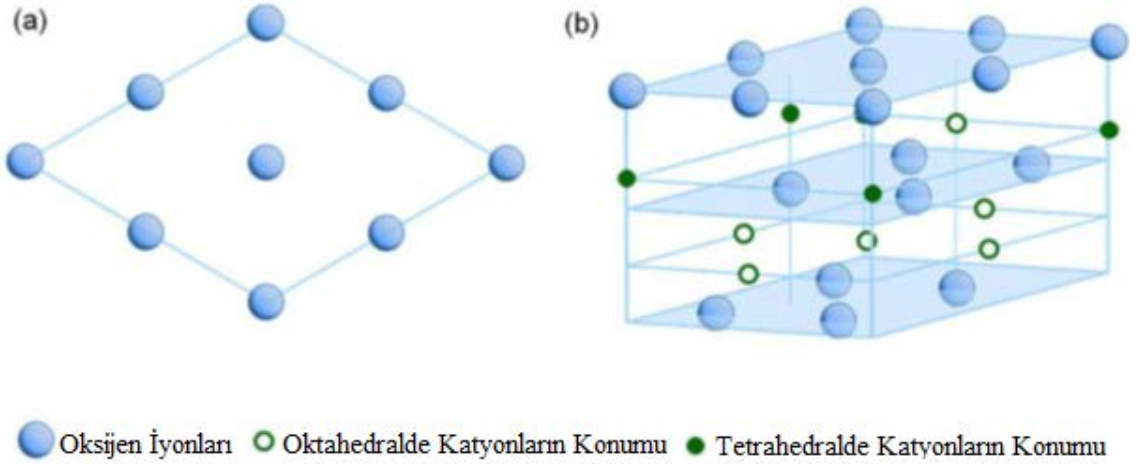 (a)
(b)
Oksijen İyonları
Oktahedralde Katyonların Konumu
Tetrahedralde Katyonların Konumu